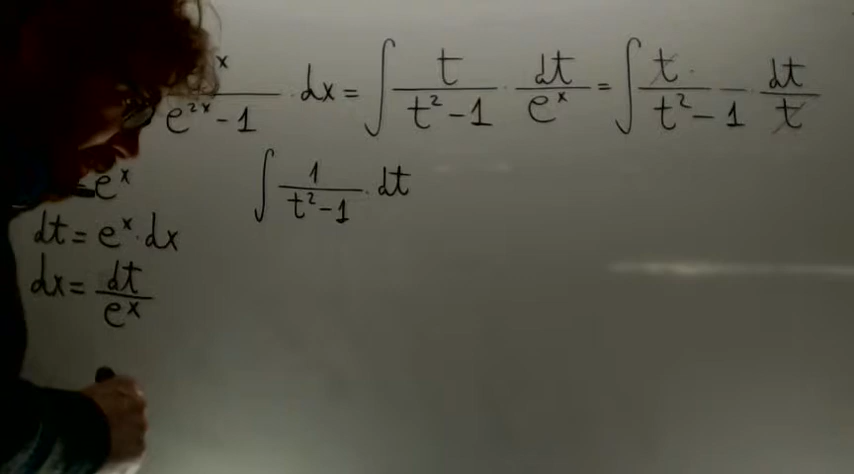 x/(e^{2x} - 1) · dx = ∫ t/(t² - 1) · dt/e^x = ∫ t/(t² - 1) · dt/t
= e^x
∫ 1/(t² - 1) · dt
dt = e^x · dx
dx = dt/e^x